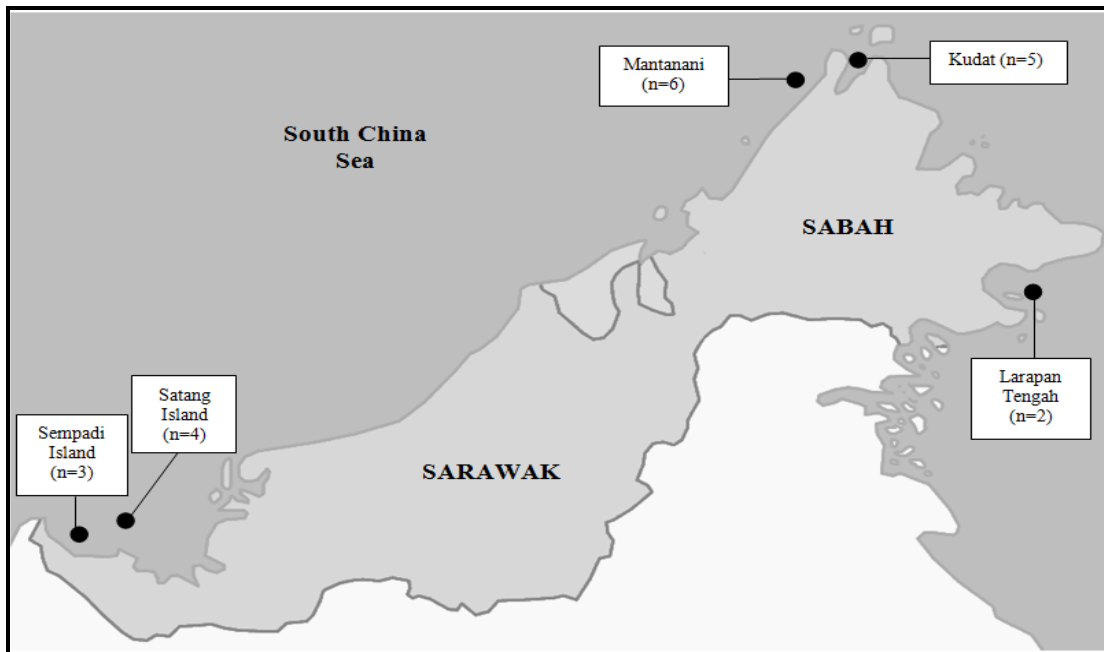 Mantanani
(n=6)
Kudat (n=5)
South China
Sea
SABAH
Satang
Island
(n=4)
Sempadi
Island
(n=3)
Larapan
Tengah
(n=2)
SARAWAK